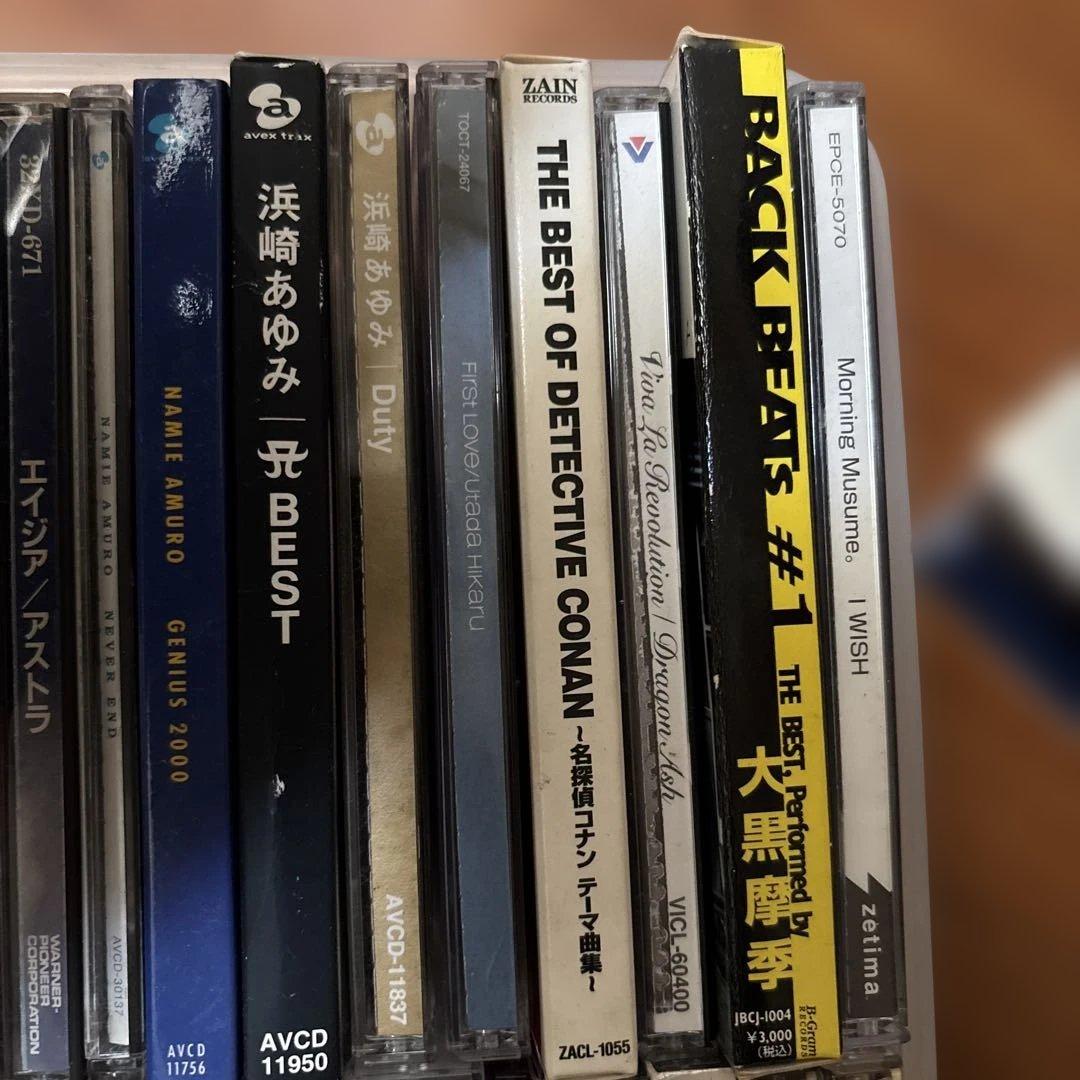 32XD-671
エイジア／アストラ
WARNER-
PIONEER
CORPORATION
NAMIE AMURO NEVER END
AVCD-30137
NAMIE AMURO GENIUS 2000
AVCD
11756
a
avex trax
浜崎あゆみ｜A BEST
AVCD
11950
a
浜崎あゆみ｜Duty
AVCD-11837
TOCT-24067
First Love/Utada Hikaru
ZAIN
RECORDS
THE BEST OF DETECTIVE CONAN ~名探偵コナン テーマ曲集~
ZACL-1055
Viva La Revolution / Dragon Ash
VICL-60400
BACK BEATs #1 THE BEST, Performed by
大黒摩季
JBCJ-1004
¥3,000
(税込)
B-Gram
RECORDS
EPCE-5070
Morning Musume。 I WISH
zetima